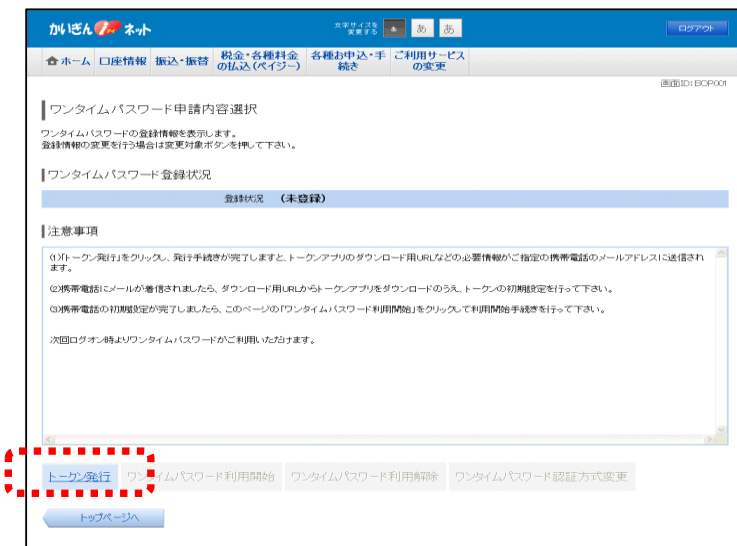 かいぎん ネット
文字サイズを
変更する
あ あ あ
ログアウト
ホーム 口座情報 振込・振替 税金・各種料金の払込(ペイジー) 各種お申込・手続き ご利用サービスの変更
画面ID:BOP001
ワンタイムパスワード申請内容選択
ワンタイムパスワードの登録情報を表示します。
登録情報の変更を行う場合は変更対象ボタンを押して下さい。
ワンタイムパスワード登録状況
登録状況 (未登録)
注意事項
(1)「トークン発行」をクリックし、発行手続きが完了しますと、トークンアプリのダウンロード用URLなどの必要情報がご指定の携帯電話のメールアドレスに送信され
ます。
(2)携帯電話にメールが着信されましたら、ダウンロード用URLからトークンアプリをダウンロードのうえ、トークンの初期設定を行って下さい。
(3)携帯電話の初期設定が完了しましたら、このページの「ワンタイムパスワード利用開始」をクリックして利用開始手続きを行って下さい。
次回ログオン時よりワンタイムパスワードがご利用いただけます。
トークン発行 ワンタイムパスワード利用開始 ワンタイムパスワード利用解除 ワンタイムパスワード認証方式変更
トップページへ